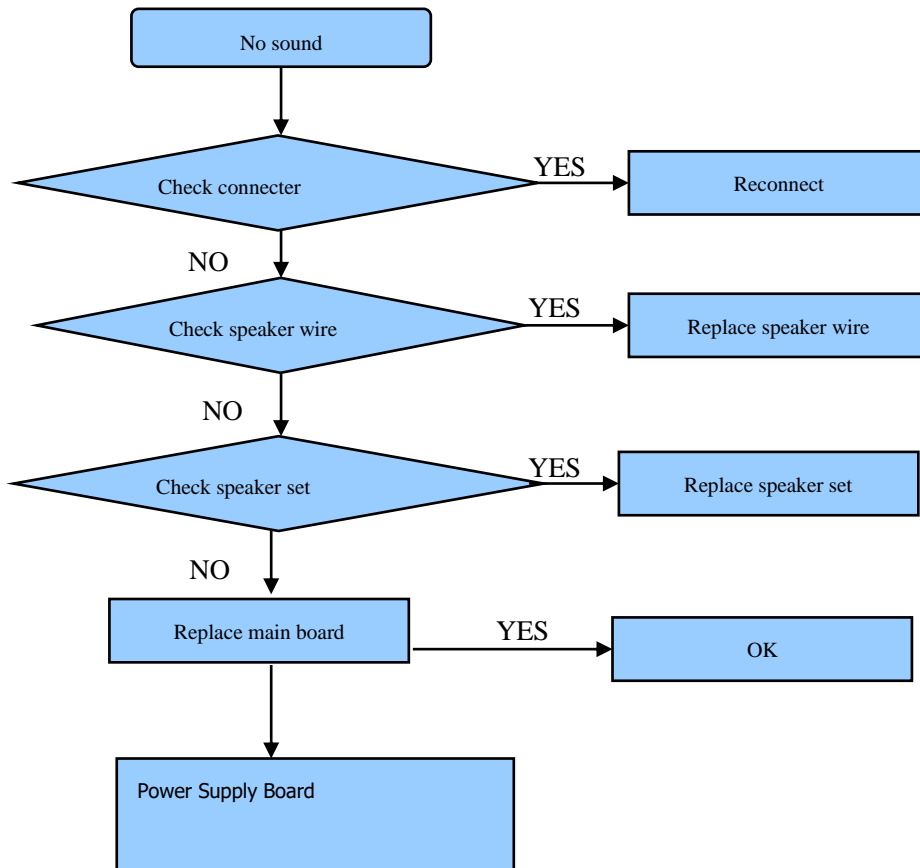 No sound
Check connecter
YES
Reconnect
NO
Check speaker wire
YES
Replace speaker wire
NO
Check speaker set
YES
Replace speaker set
NO
Replace main board
YES
OK
Power Supply Board